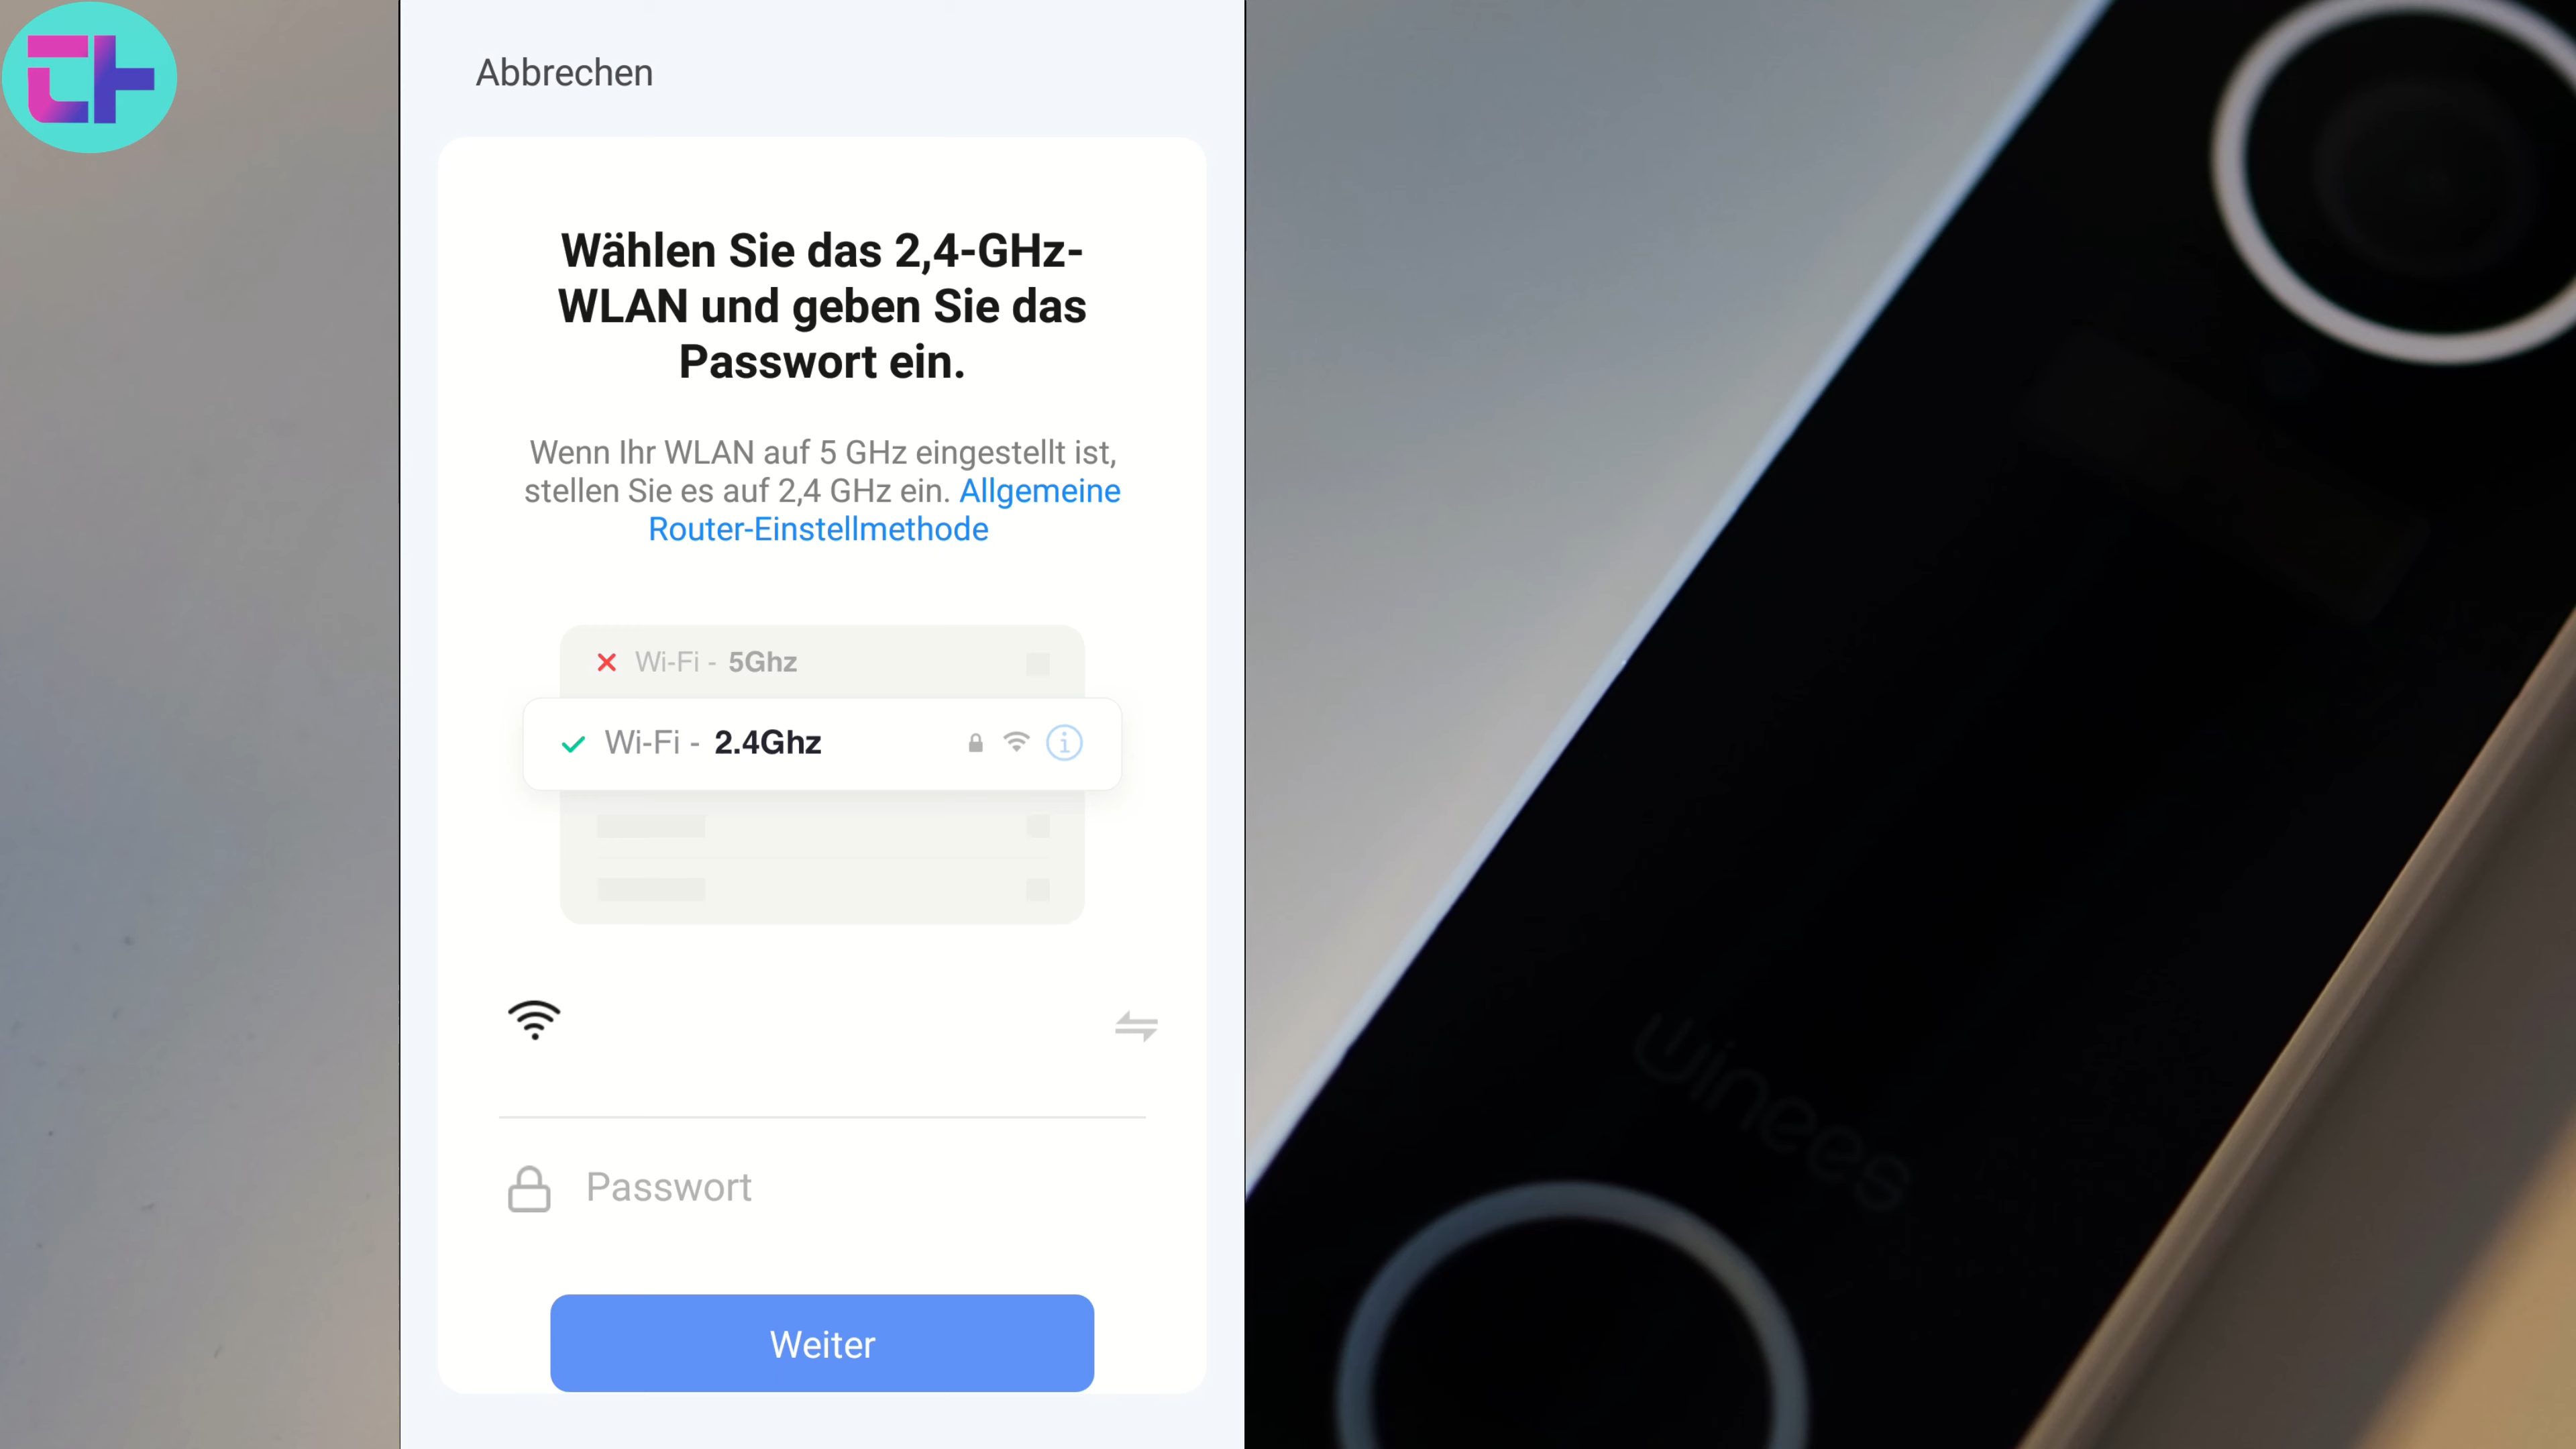 Abbrechen
Wählen Sie das 2,4-GHz-
WLAN und geben Sie das
Passwort ein.
Wenn Ihr WLAN auf 5 GHz eingestellt ist,
stellen Sie es auf 2,4 GHz ein. Allgemeine
Router-Einstellmethode
Wi-Fi - 5Ghz
Wi-Fi - 2.4Ghz
Passwort
Weiter
winees